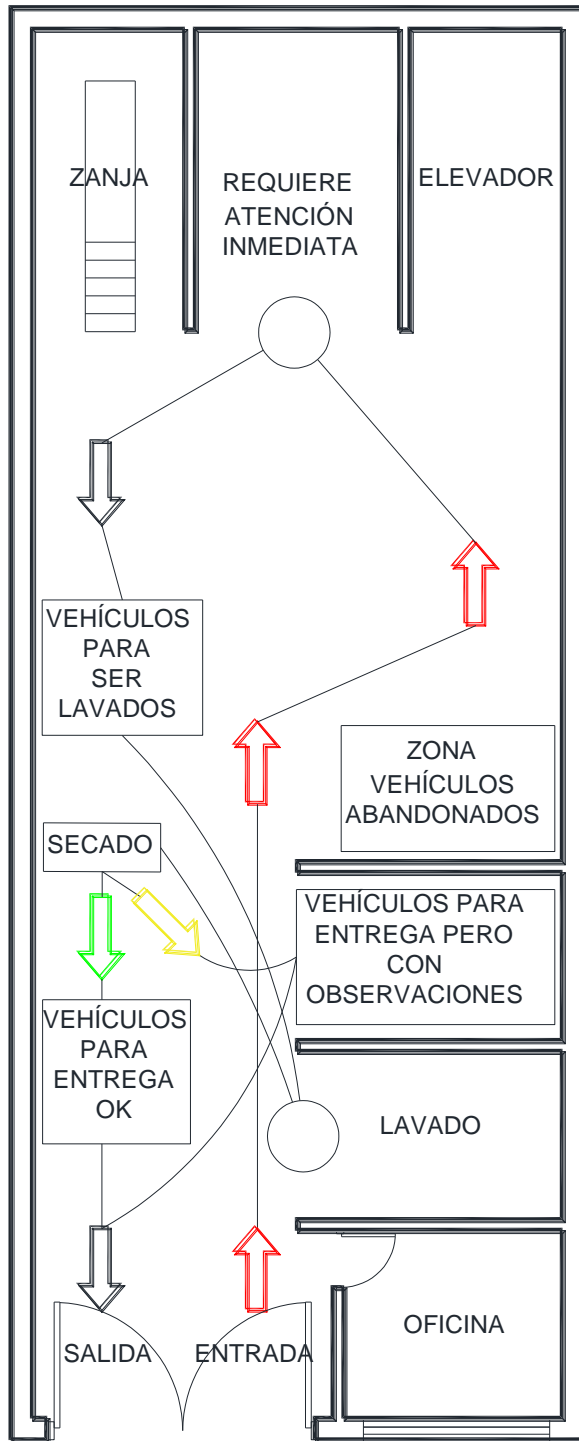 ZANJA
REQUIERE
ATENCIÓN
INMEDIATA
ELEVADOR
VEHÍCULOS
PARA
SER
LAVADOS
ZONA
VEHÍCULOS
ABANDONADOS
SECADO
VEHÍCULOS PARA
ENTREGA PERO
CON
OBSERVACIONES
VEHÍCULOS
PARA
ENTREGA
OK
LAVADO
OFICINA
SALIDA
ENTRADA